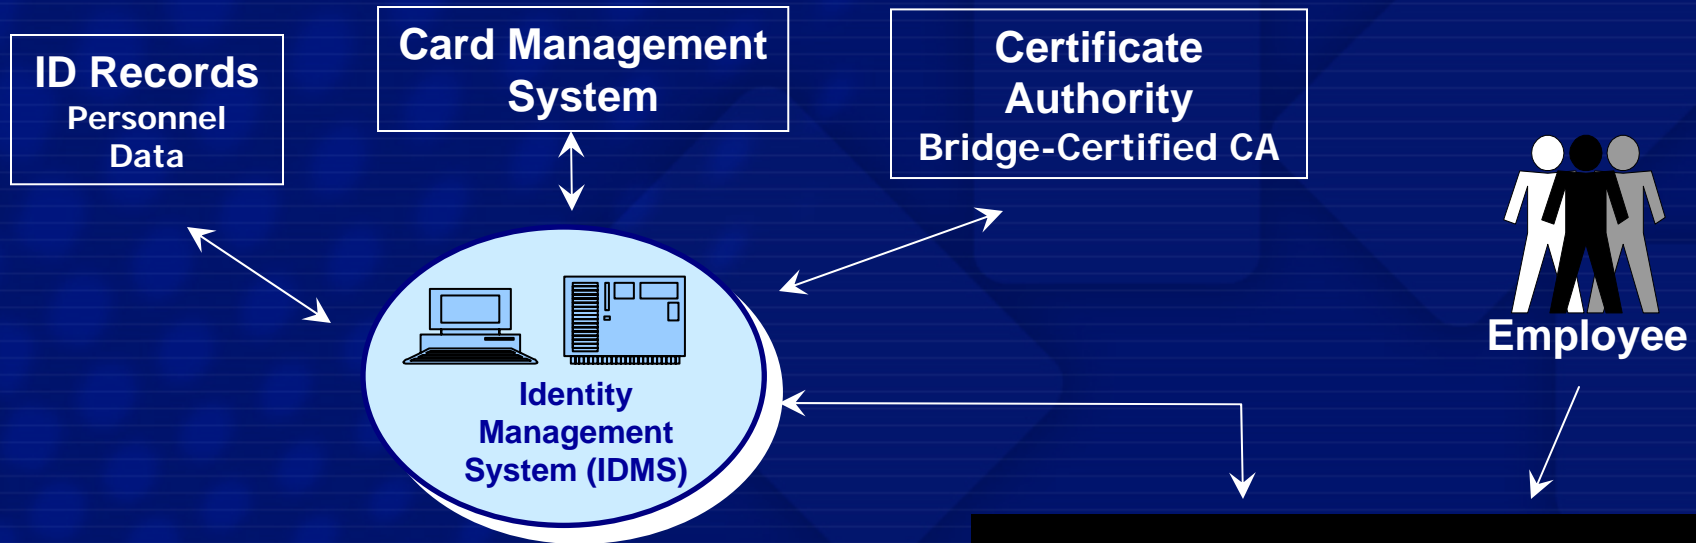 ID Records
Personnel
Data
Card Management
System
Certificate
Authority
Bridge-Certified CA
Employee
Identity
Management
System (IDMS)